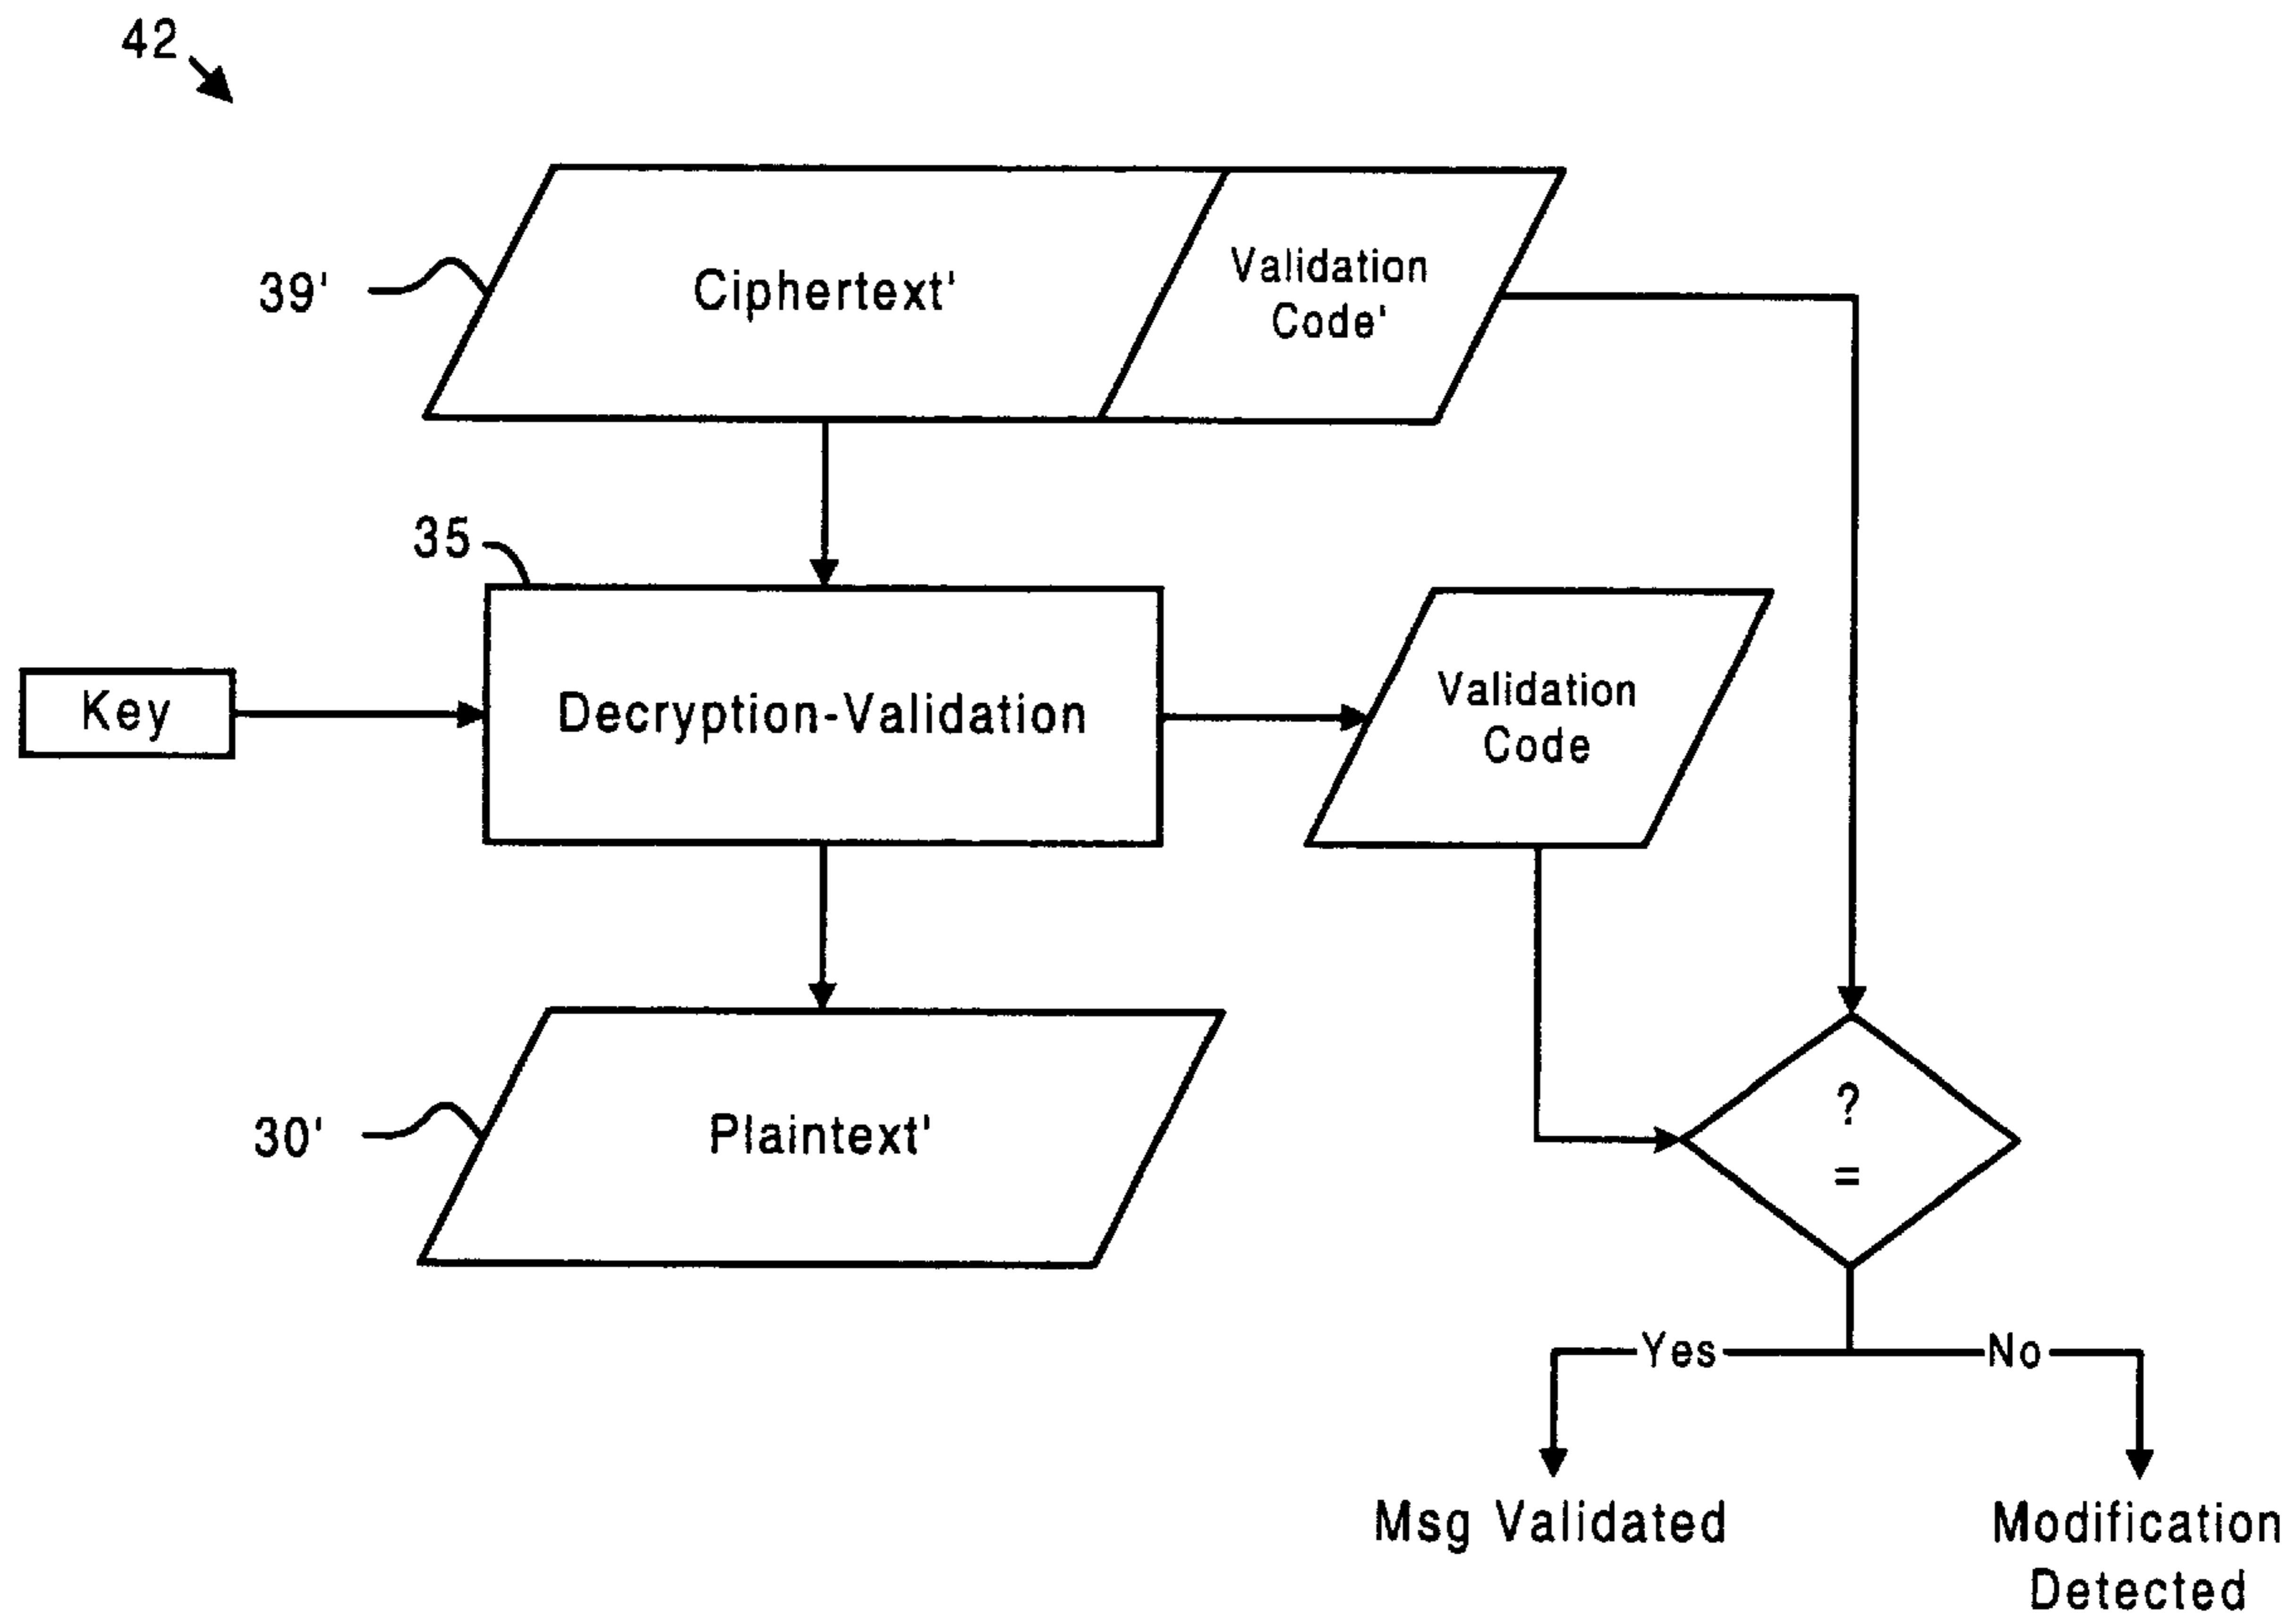 42
39'
Ciphertext'
Validation
Code'
35
Key
Decryption-Validation
Validation
Code
30'
Plaintext'
?
=
Yes
No
Msg Validated
Modification
Detected